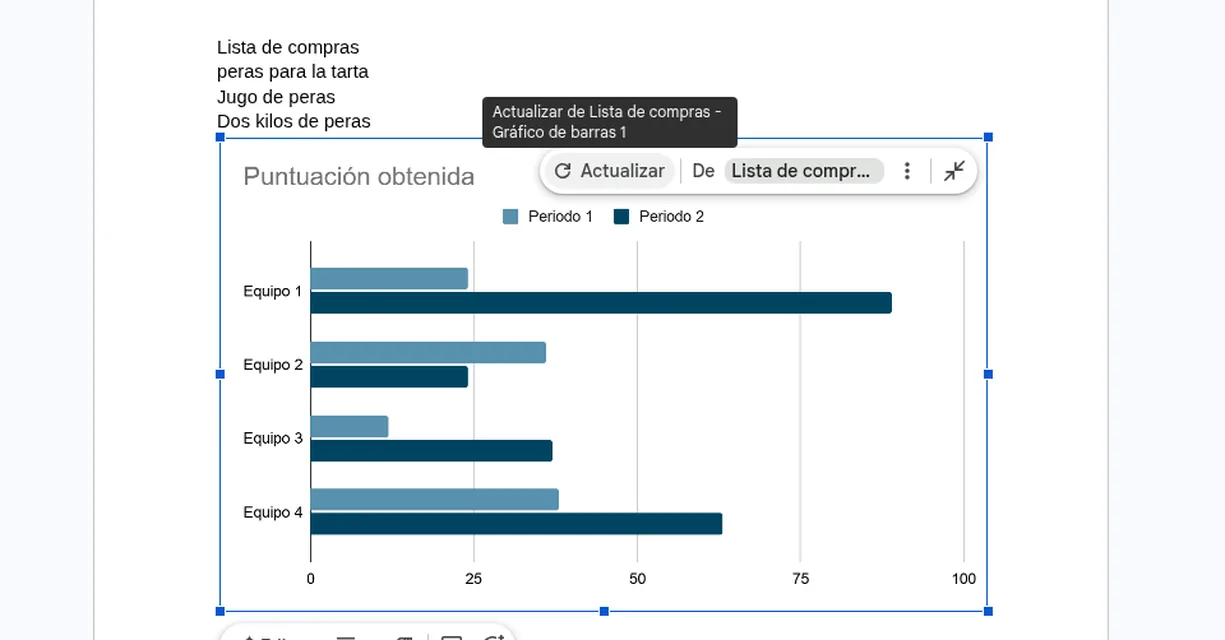 Lista de compras
peras para la tarta
Jugo de peras
Dos kilos de peras
Actualizar de Lista de compras -
Gráfico de barras 1
Puntuación obtenida
Actualizar De Lista de compr...
Periodo 1 Periodo 2
Equipo 1
Equipo 2
Equipo 3
Equipo 4
0 25 50 75 100